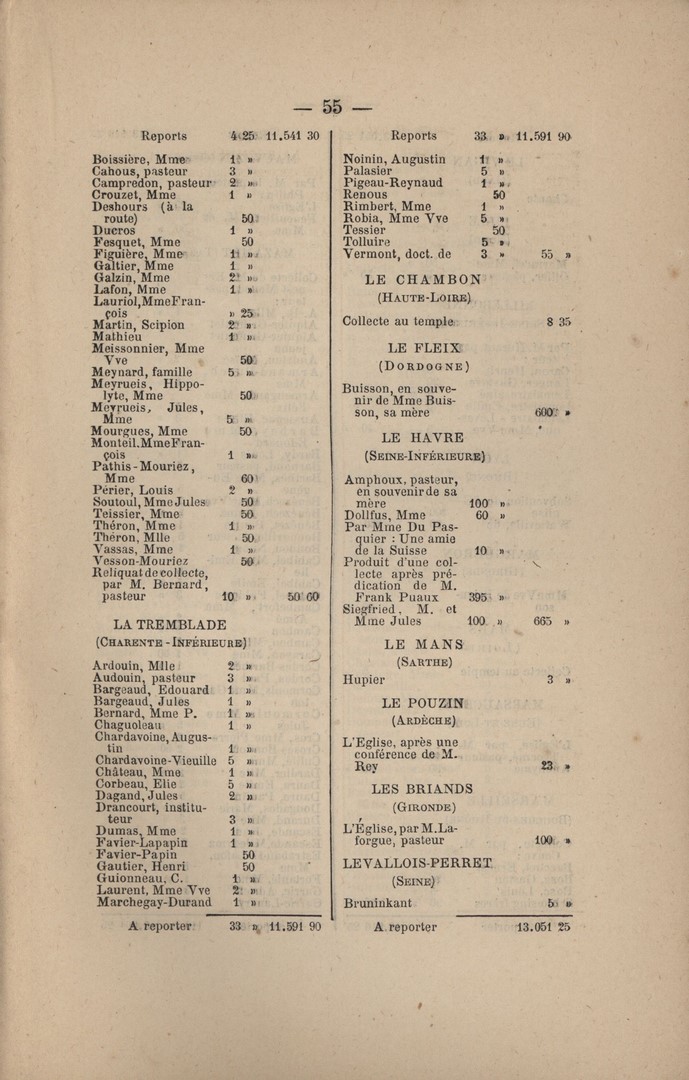 — 55 —
Reports 4 25 11.541 30
Boissière, Mme 1 »
Cahous, pasteur 3 »
Campredon, pasteur 2 »
Crouzet, Mme 1 »
Deshours (à la
route) 50
Ducros 1 »
Fesquet, Mme 50
Figuière, Mme 1 »
Galtier, Mme 1 »
Galzin, Mme 2 »
Lafon, Mme 1 »
Lauriol, Mme Fran-
çois » 25
Martin, Scipion 2 »
Mathieu 1 »
Meissonnier, Mme
Vve 50
Meynard, famille 5 »
Meyrueis, Hippo-
lyte, Mme 50
Meyrueis, Jules,
Mme 5 »
Mourgues, Mme 50
Monteil, Mme Fran-
çois 1 »
Pathis-Mouriez,
Mme 60
Périer, Louis 2 »
Soutoul, Mme Jules 50
Teissier, Mme 50
Théron, Mme 1 »
Théron, Mlle 50
Vassas, Mme 1 »
Vesson-Mouriez 50
Reliquat de collecte,
par M. Bernard,
pasteur 10 » 50 60
LA TREMBLADE
(CHARENTE-INFÉRIEURE)
Ardouin, Mlle 2 »
Audouin, pasteur 3 »
Bargeaud, Edouard 1 »
Bargeaud, Jules 1 »
Bernard, Mme P. 1 »
Chaguoleau 1 »
Chardavoine, Augus-
tin 1 »
Chardavoine-Vieuille 5 »
Château, Mme 1 »
Corbeau, Elie 5 »
Dagand, Jules 2 »
Drancourt, institu-
teur 3 »
Dumas, Mme 1 »
Favier-Lapapin 1 »
Favier-Papin 50
Gautier, Henri 50
Guionneau, C. 1 »
Laurent, Mme Vve 2 »
Marchegay-Durand 1 »
A reporter 33 » 11.591 90
Reports 33 » 11.591 90
Noinin, Augustin 1 »
Palasier 5 »
Pigeau-Reynaud 1 »
Renous 50
Rimbert, Mme 1 »
Robia, Mme Vve 5 »
Tessier 50
Tolluire 5 »
Vermont, doct. de 3 » 55 »
LE CHAMBON
(HAUTE-LOIRE)
Collecte au temple 8 35
LE FLEIX
(DORDOGNE)
Buisson, en souve-
nir de Mme Buis-
son, sa mère 600 »
LE HAVRE
(SEINE-INFÉRIEURE)
Amphoux, pasteur,
en souvenir de sa
mère 100 »
Dollfus, Mme 60 »
Par Mme Du Pas-
quier : Une amie
de la Suisse 10 »
Produit d'une col-
lecte après pré-
dication de M.
Frank Puaux 395 »
Siegfried, M. et
Mme Jules 100 » 665 »
LE MANS
(SARTHE)
Hupier 3 »
LE POUZIN
(ARDÈCHE)
L'Eglise, après une
conférence de M.
Rey 23 »
LES BRIANDS
(GIRONDE)
L'Église, par M. La-
forgue, pasteur 100 »
LEVALLOIS-PERRET
(SEINE)
Bruninkant 5 »
A reporter 13.051 25